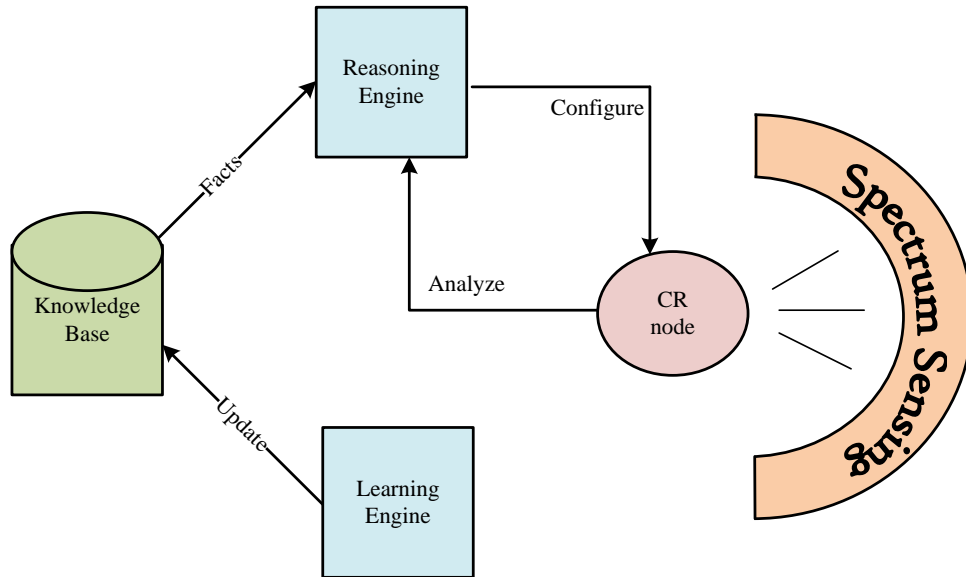 Reasoning
Engine
Configure
Facts
Spectrum Sensing
Knowledge
Base
Analyze
CR
node
Update
Learning
Engine